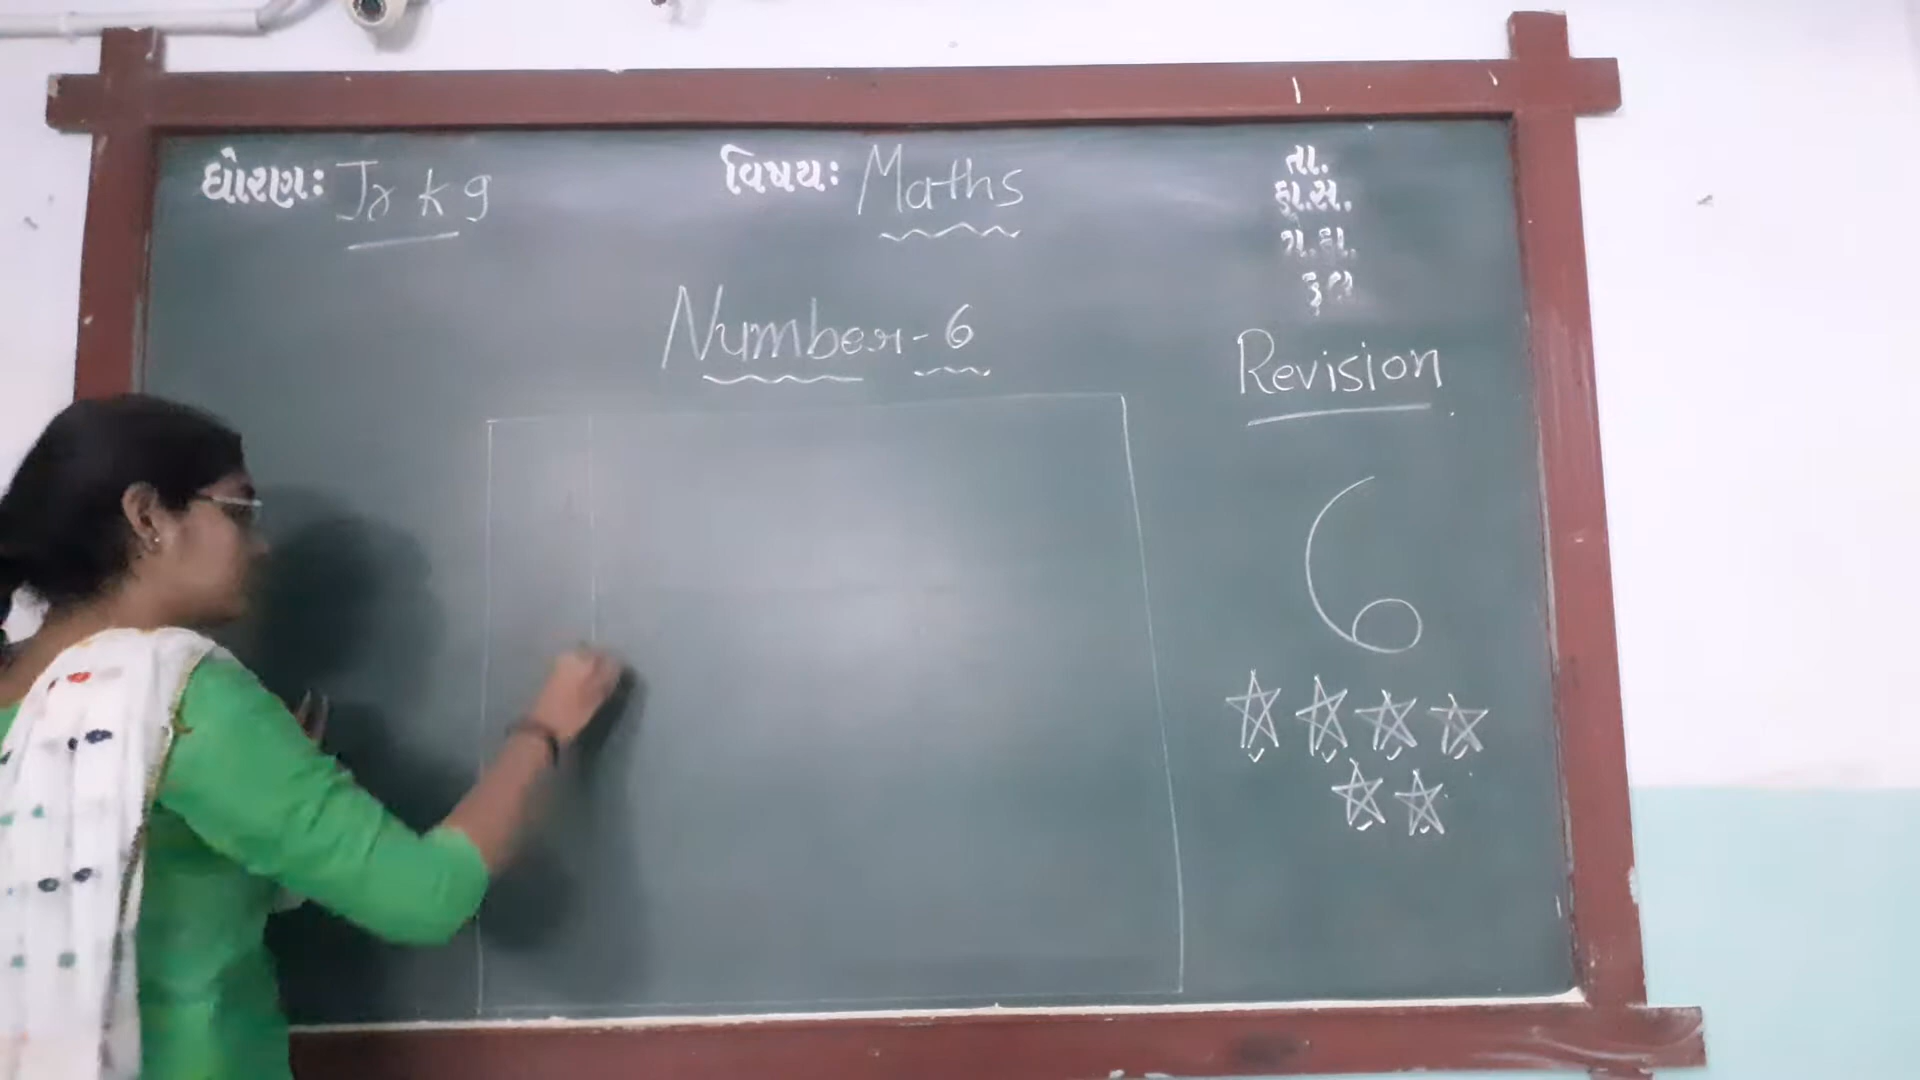 ધોરણઃ Jr kg
વિષયઃ Maths
તા.
કુ.સ.
ગે.હા.
કુલ
Number-6
Revision
6